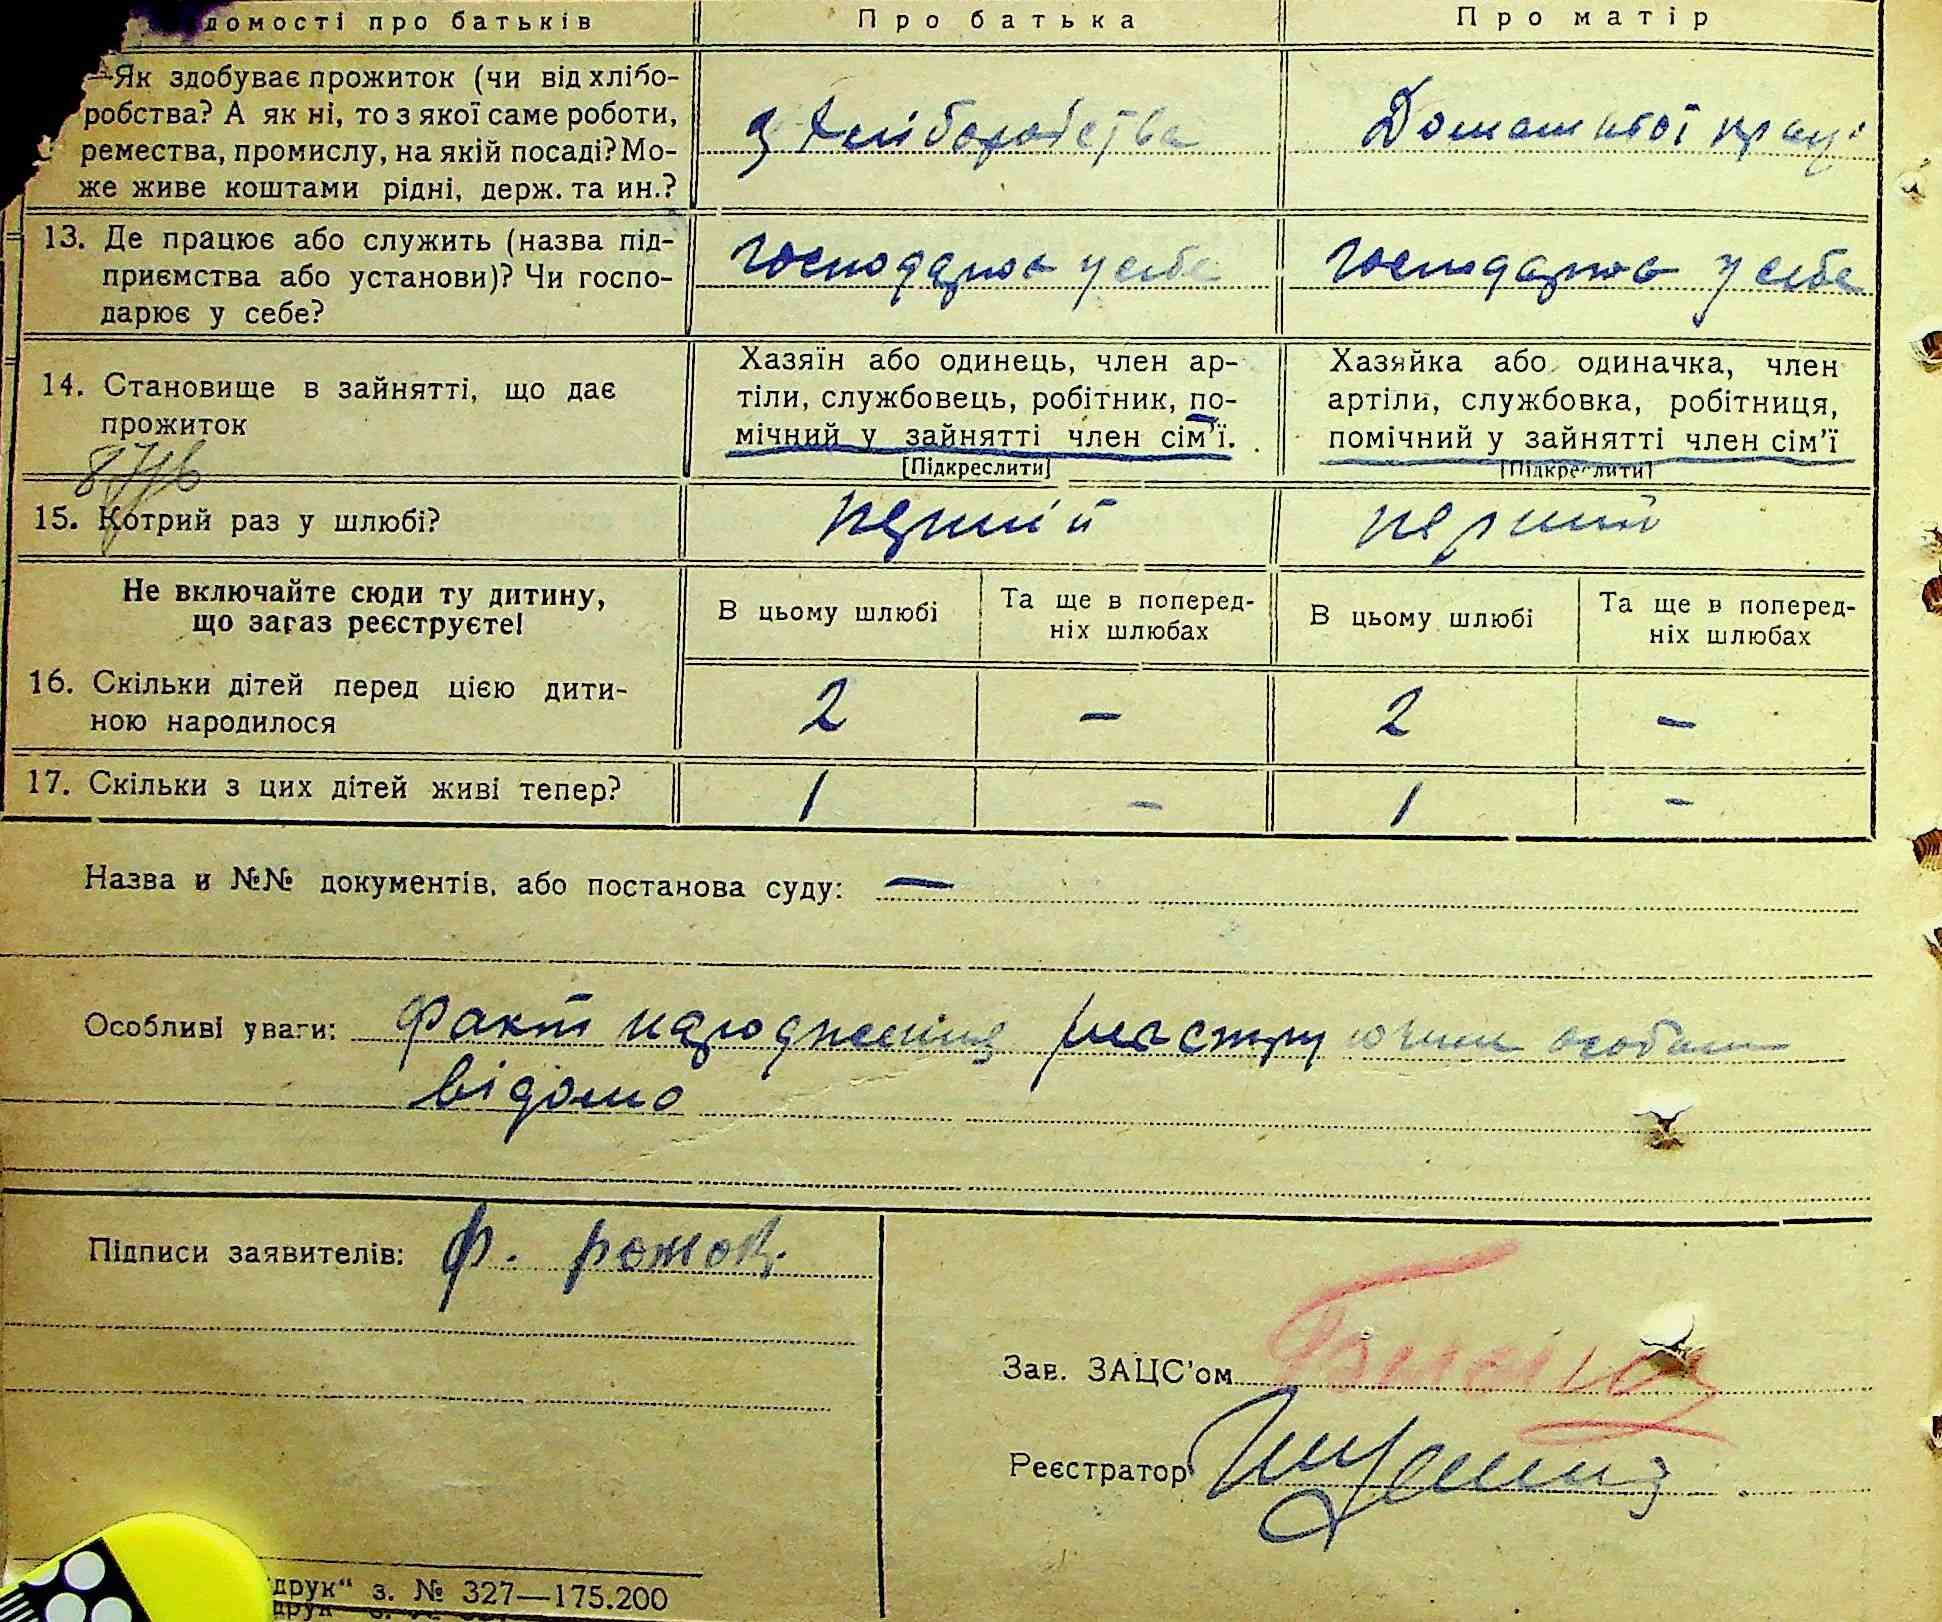 домості про батьків Про батька Про матір
Як здобуває прожиток (чи від хлібо-
робства? А як ні, то з якої саме роботи,
ремества, промислу, на якій посаді? Мо-
же живе коштами рідні, держ. та ин.?
з хліборобства Домашньої праці
13. Де працює або служить (назва під-
приємства або установи)? Чи госпо-
дарює у себе?
господарює у себе господарює у себе
14. Становище в зайнятті, що дає
прожиток
Хазяїн або одинець, член ар-
тіли, службовець, робітник, по-
мічний у зайнятті член сім'ї.
[Підкреслити]
Хазяйка або одиначка, член
артіли, службовка, робітниця,
помічний у зайнятті член сім'ї
[Підкреслити]
15. Котрий раз у шлюбі? перший перший
Не включайте сюди ту дитину,
що зараз реєструєте!
В цьому шлюбі Та ще в поперед-
ніх шлюбах
В цьому шлюбі Та ще в поперед-
ніх шлюбах
16. Скільки дітей перед цією дити-
ною народилося
2 — 2 —
17. Скільки з цих дітей живі тепер? 1 — 1 —
Назва и №№ документів, або постанова суду: —
Особливі уваги: Факт народження реєструючим особам
відомо
Підписи заявителів: Ф.
Зав. ЗАЦС'ом
Реєстратор
друк“ з. № 327—175.200